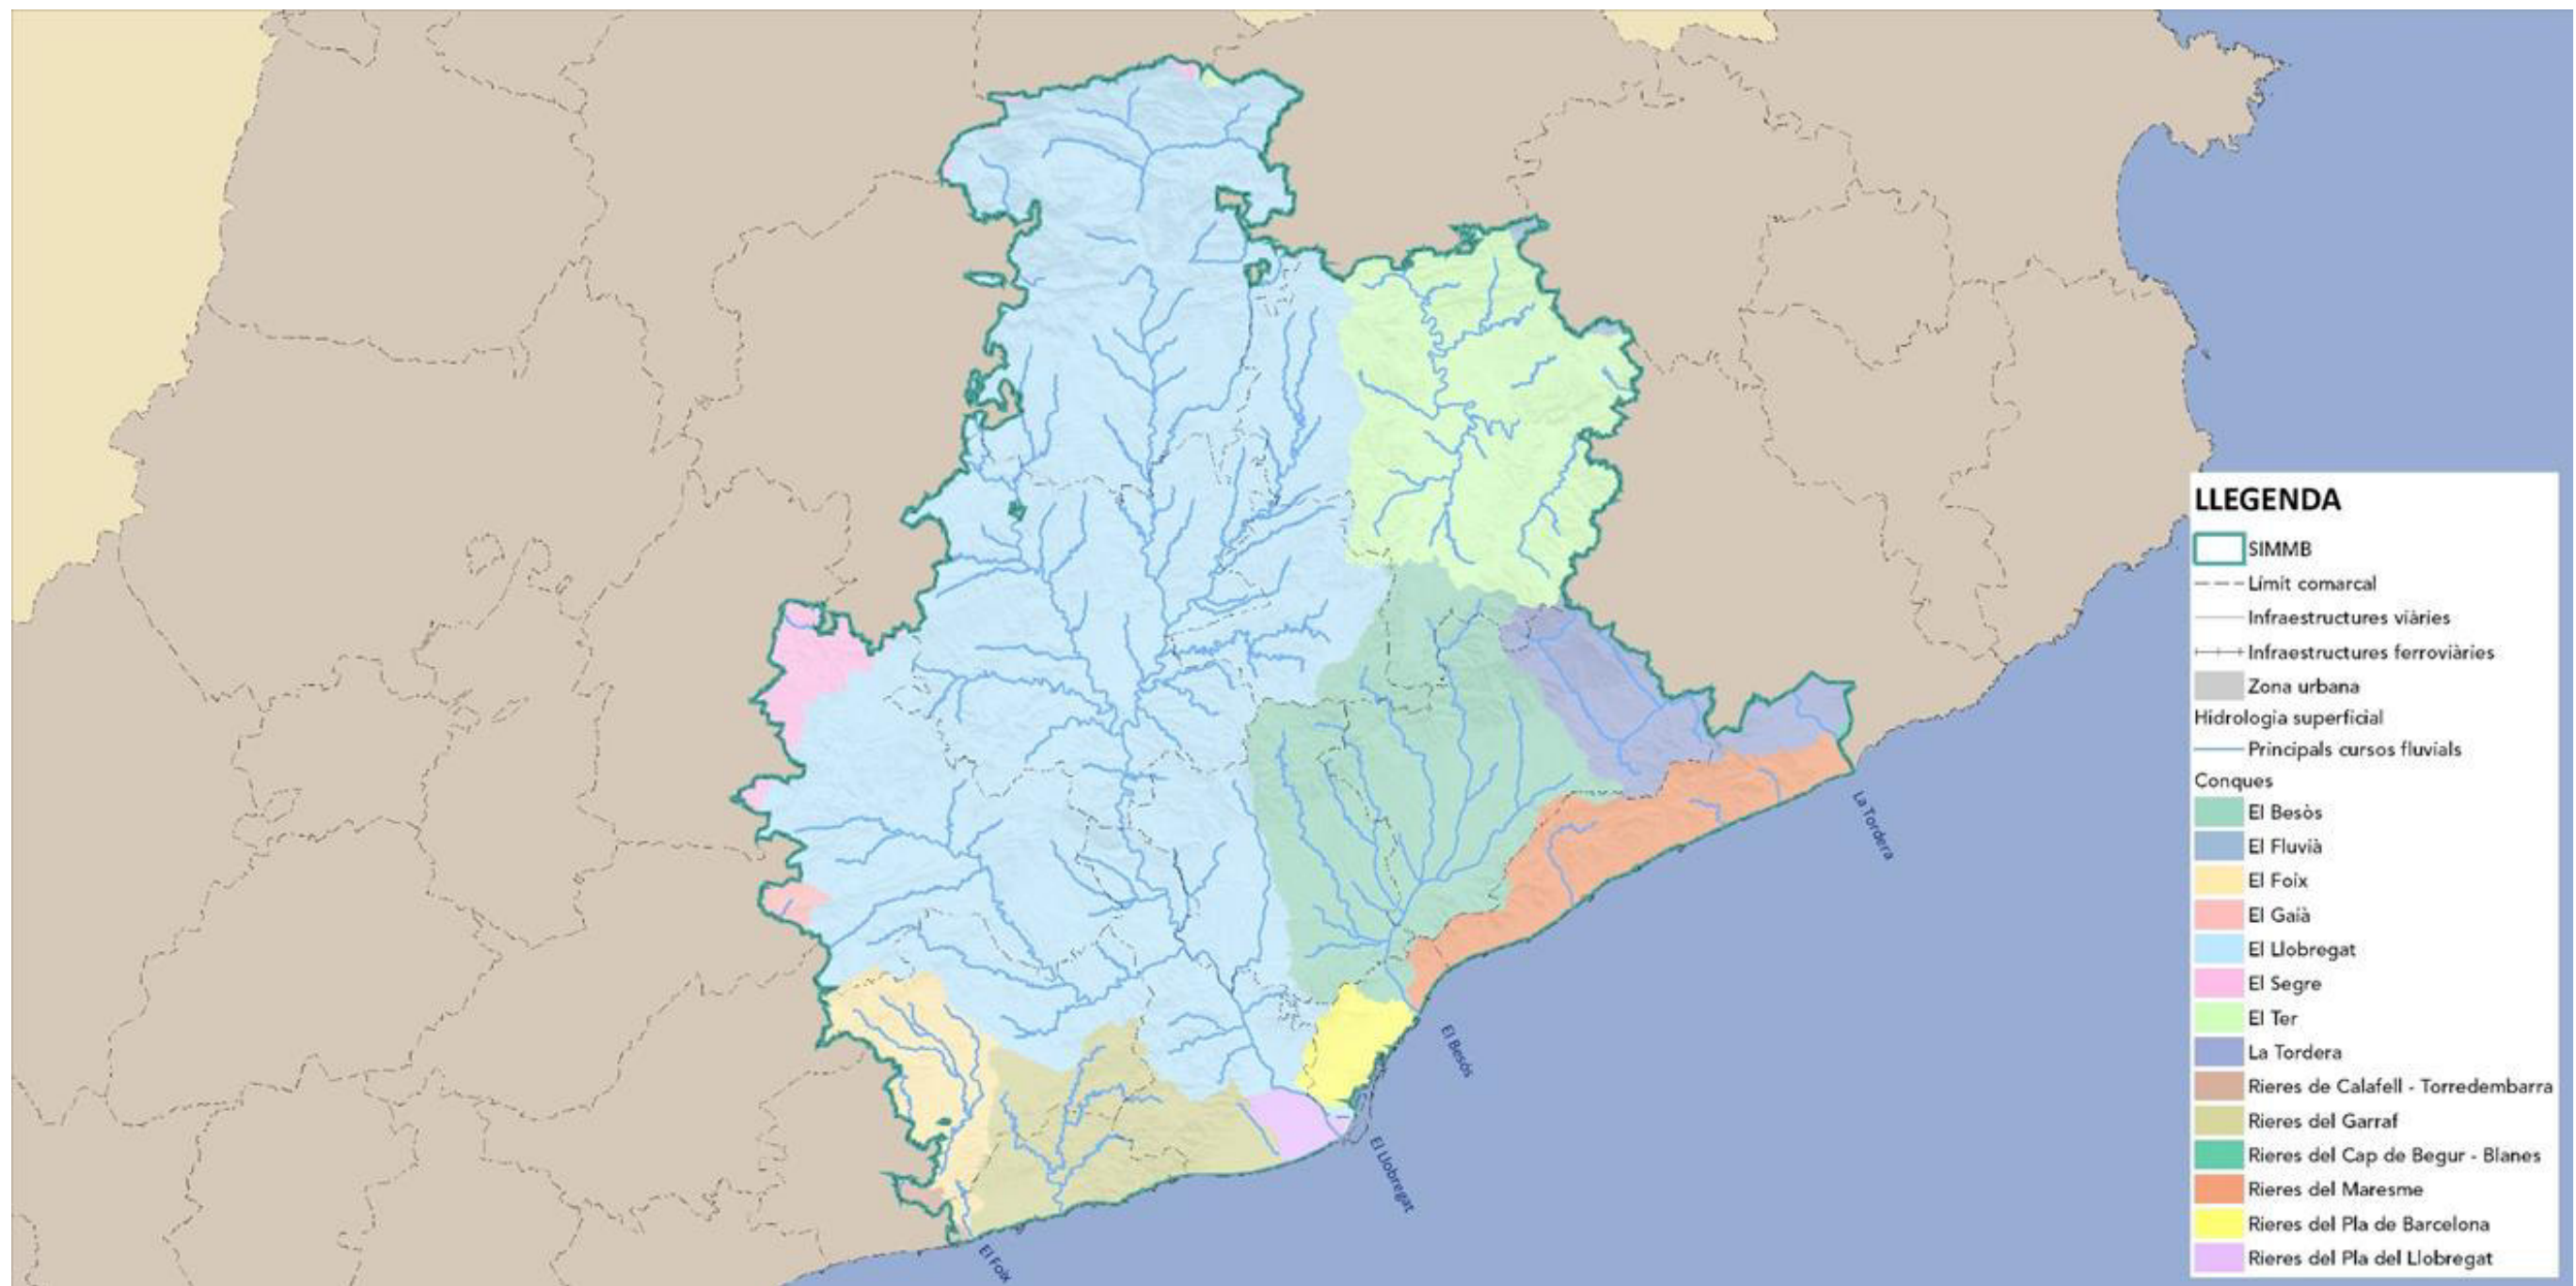 La Tordera
El Besòs
El Llobregat
El Foix
LLEGENDA
SIMMB
Límit comarcal
Infraestructures viàries
Infraestructures ferroviàries
Zona urbana
Hidrologia superficial
Principals cursos fluvials
Conques
El Besòs
El Fluvià
El Foix
El Gaià
El Llobregat
El Segre
El Ter
La Tordera
Rieres de Calafell - Torredembarra
Rieres del Garraf
Rieres del Cap de Begur - Blanes
Rieres del Maresme
Rieres del Pla de Barcelona
Rieres del Pla del Llobregat